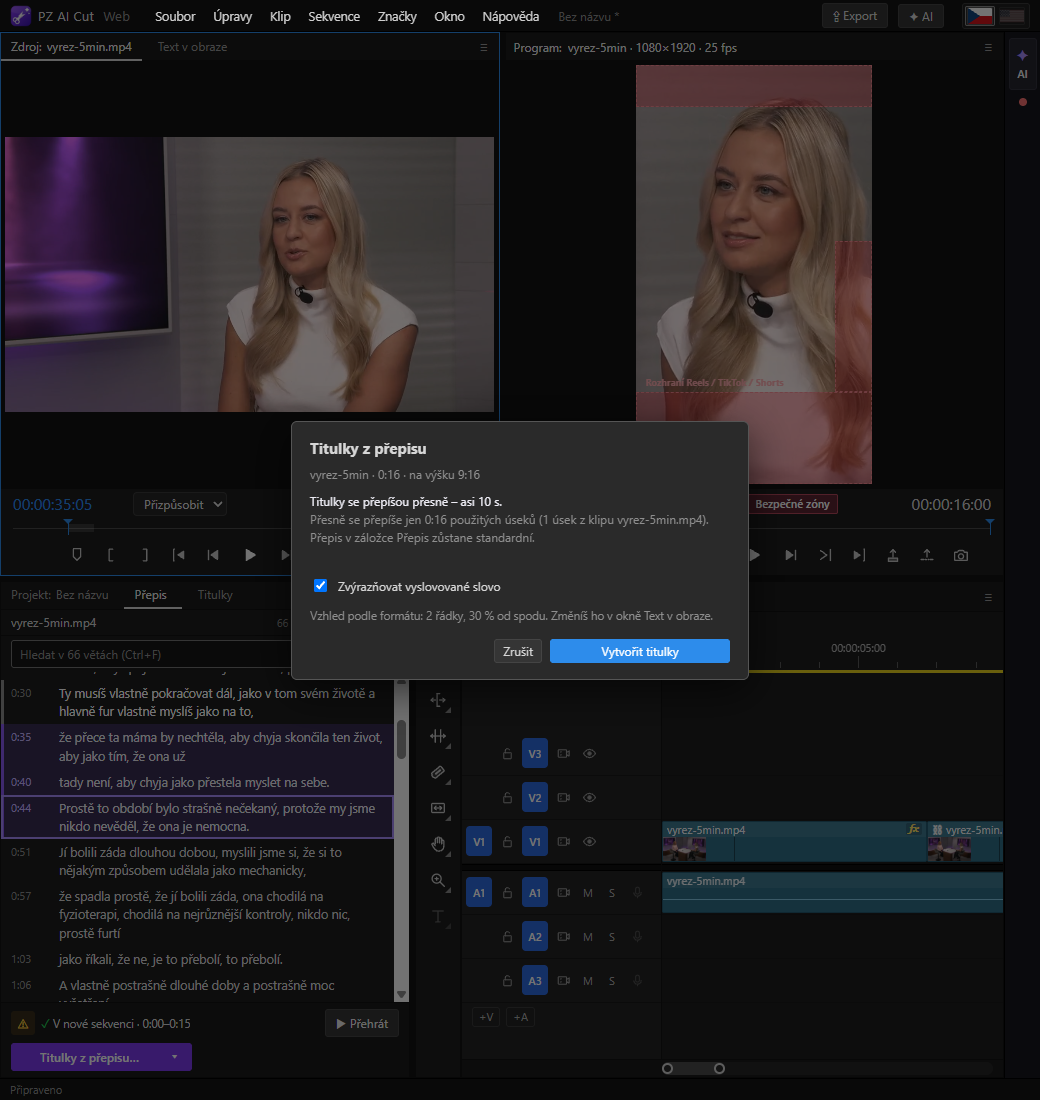 PZ AI Cut Web
Soubor Úpravy Klip Sekvence Značky Okno Nápověda
Bez názvu *
Export
AI
Zdroj: vyrez-5min.mp4
Text v obraze
Program: vyrez-5min · 1080×1920 · 25 fps
AI
Rozhraní Reels / TikTok / Shorts
00:00:35:05
Přizpůsobit
Bezpečné zóny
00:00:16:00
Titulky z přepisu
vyrez-5min · 0:16 · na výšku 9:16
Titulky se přepíšou přesně – asi 10 s.
Přesně se přepíše jen 0:16 použitých úseků (1 úsek z klipu vyrez-5min.mp4).
Přepis v záložce Přepis zůstane standardní.
Zvýrazňovat vyslovované slovo
Vzhled podle formátu: 2 řádky, 30 % od spodu. Změníš ho v okně Text v obraze.
Zrušit
Vytvořit titulky
Projekt: Bez názvu
Přepis
Titulky
vyrez-5min.mp4
66
Hledat v 66 větách (Ctrl+F)
0:30 Ty musíš vlastně pokračovat dál, jako v tom svém životě a
hlavně fur vlastně myslíš jako na to,
0:35 že přece ta máma by nechtěla, aby chyja skončila ten život,
aby jako tím, že ona už
0:40 tady není, aby chyja jako přestela myslet na sebe.
0:44 Prostě to období bylo strašně nečekaný, protože my jsme
nikdo nevěděl, že ona je nemocna.
0:51 Jí bolili záda dlouhou dobou, myslili jsme si, že si to
nějakým způsobem udělala jako mechanicky,
0:57 že spadla prostě, že jí bolili záda, ona chodilá na
fyzioterapi, chodilá na nejrůznější kontroly, nikdo nic,
prostě furtí
1:03 jako říkali, že ne, je to přebolí, to přebolí.
1:06 A vlastně postrašně dlouhé doby a postrašně moc
✓ V nové sekvenci · 0:00–0:15
Přehrát
Titulky z přepisu...
Připraveno
00:00:05:00
V3
V2
V1 V1
vyrez-5min.mp4 fx vyrez-5min.
A1 A1 M S
vyrez-5min.mp4
A2 M S
A3 M S
+V +A
T